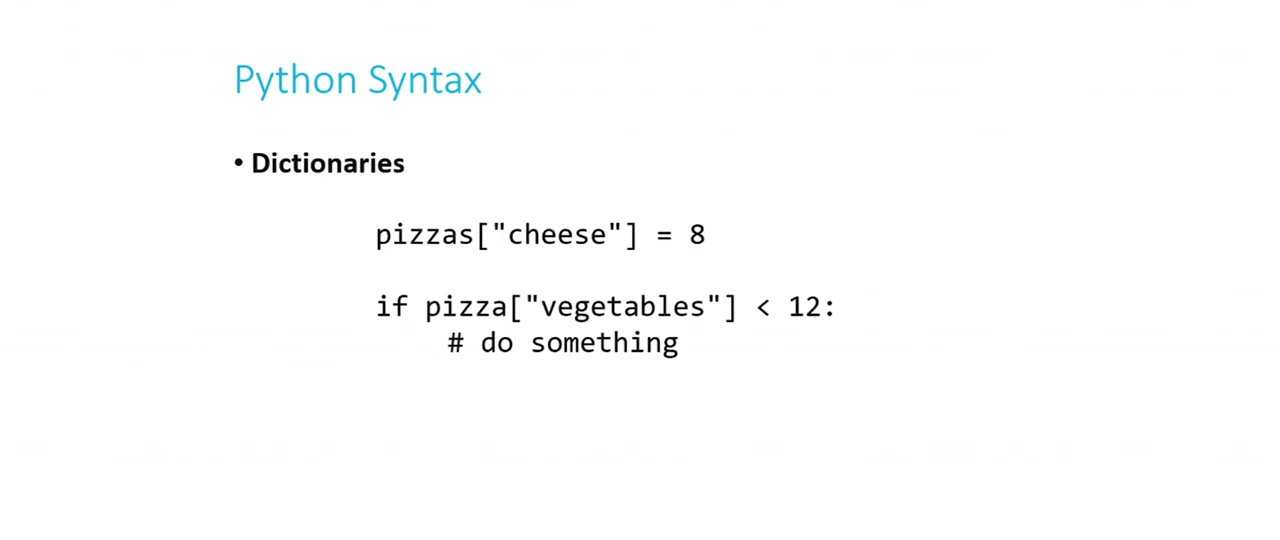 Python Syntax
• Dictionaries
pizzas["cheese"] = 8
if pizza["vegetables"] < 12:
# do something